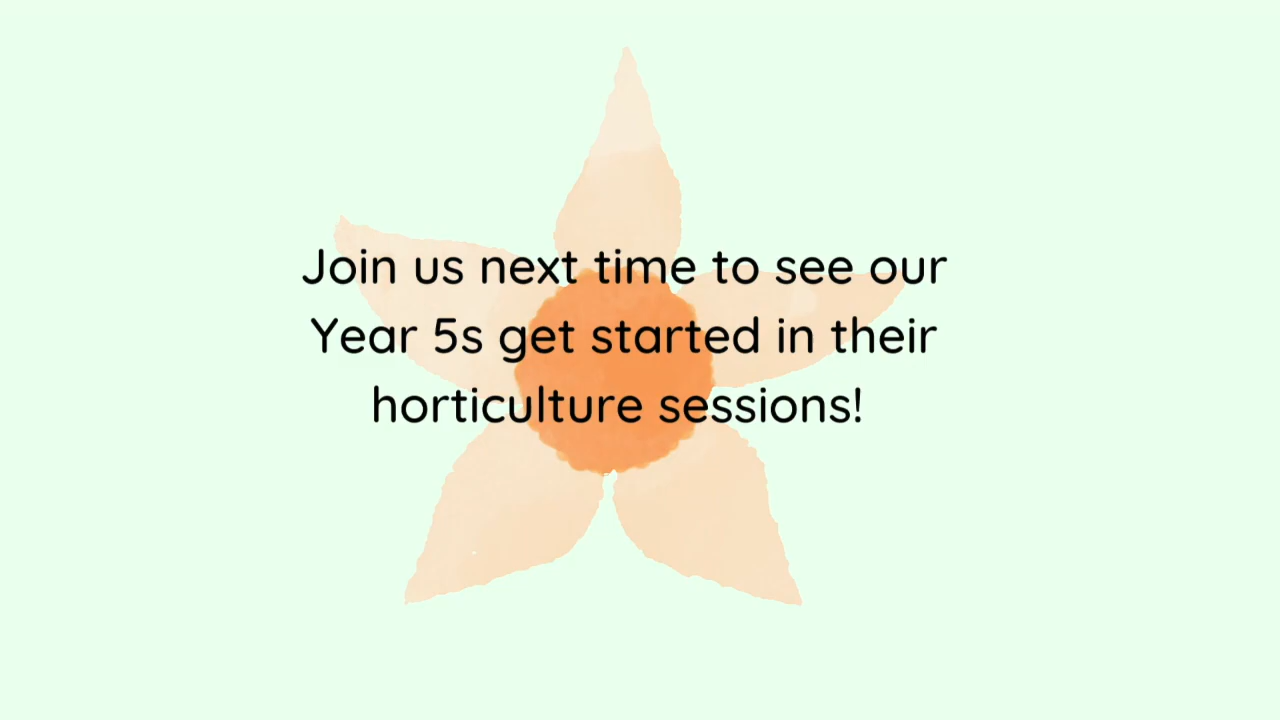 Join us next time to see our
Year 5s get started in their
horticulture sessions!